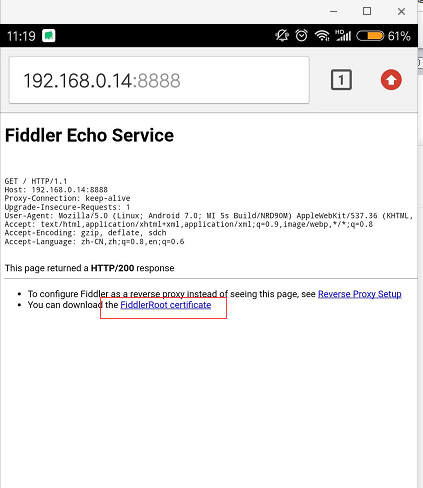 11:19
HD
61%
192.168.0.14:8888
1
Fiddler Echo Service
GET / HTTP/1.1
Host: 192.168.0.14:8888
Proxy-Connection: keep-alive
Upgrade-Insecure-Requests: 1
User-Agent: Mozilla/5.0 (Linux; Android 7.0; MI 5s Build/NRD90M) AppleWebKit/537.36 (KHTML,
Accept: text/html,application/xhtml+xml,application/xml;q=0.9,image/webp,*/*;q=0.8
Accept-Encoding: gzip, deflate, sdch
Accept-Language: zh-CN,zh;q=0.8,en;q=0.6
This page returned a HTTP/200 response
• To configure Fiddler as a reverse proxy instead of seeing this page, see Reverse Proxy Setup
• You can download the FiddlerRoot certificate